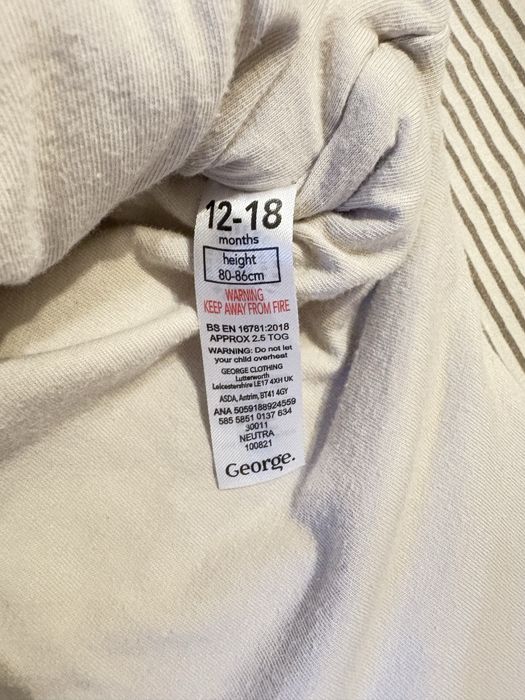 12-18
months
height
80-86cm
WARNING
KEEP AWAY FROM FIRE
BS EN 16781:2018
APPROX 2.5 TOG
WARNING: Do not let
your child overheat
GEORGE CLOTHING
Lutterworth
Leicestershire LE17 4XH UK
ASDA, Antrim, BT41 4GY
ANA 5059188924559
585 5851 0137 634
30011
NEUTRA
100821
George.